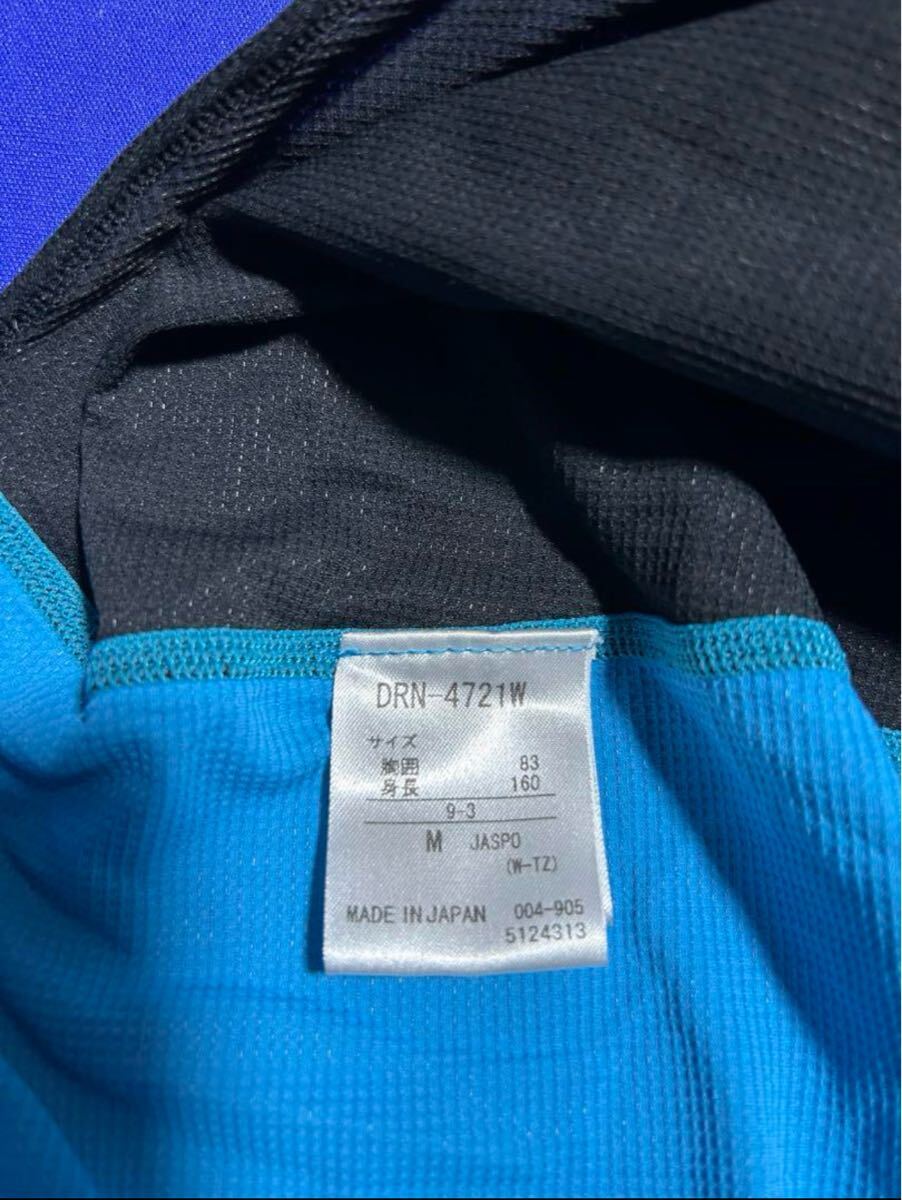 DRN-4721W
サイズ
胸囲 83
身長 160
9-3
M JASPO
(W-TZ)
MADE IN JAPAN 004-905
5124313